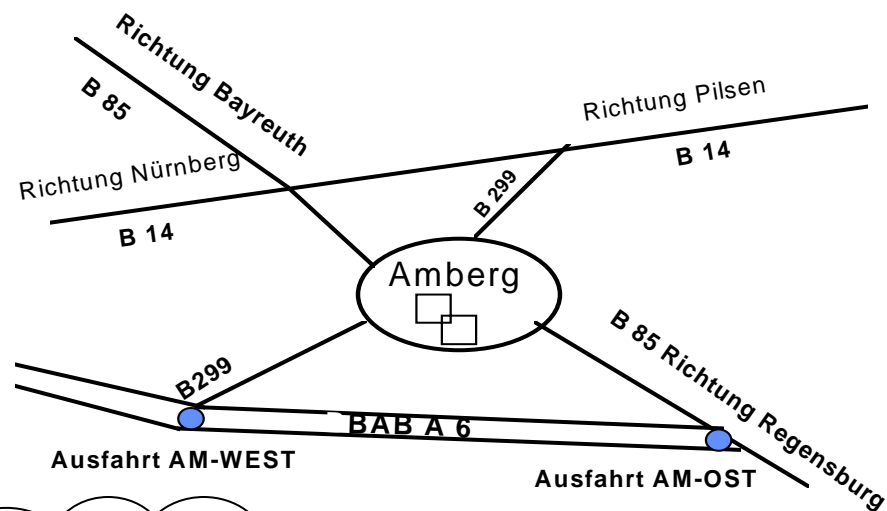 Richtung Bayreuth
B 85
Richtung Pilsen
B 14
Richtung Nürnberg
B 14
B 299
Amberg
B299
B 85 Richtung Regensburg
BAB A 6
Ausfahrt AM-WEST
Ausfahrt AM-OST